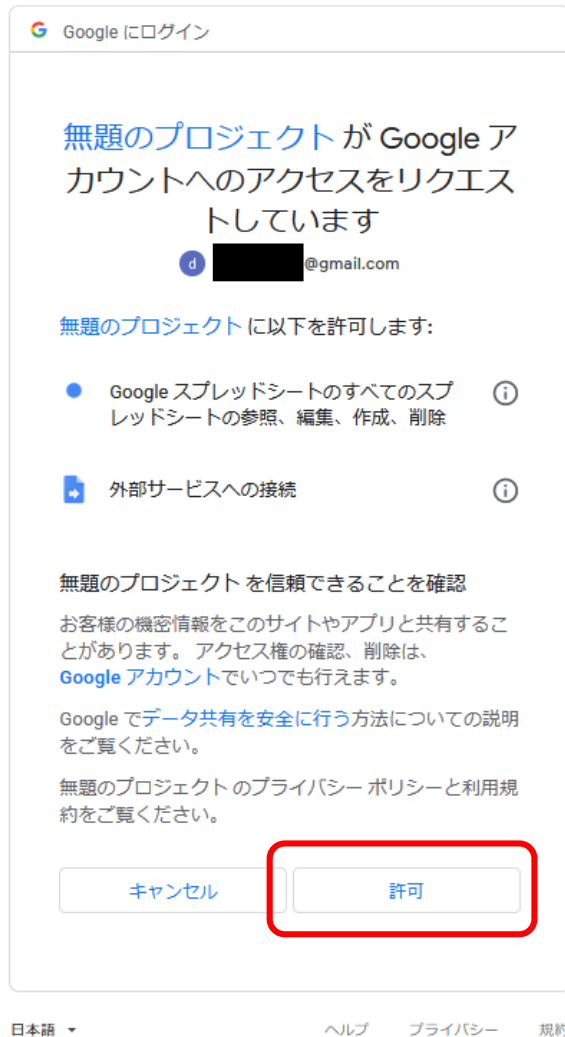 Google にログイン
無題のプロジェクト が Google ア
カウントへのアクセスをリクエス
トしています
d @gmail.com
無題のプロジェクト に以下を許可します:
Google スプレッドシートのすべてのスプ
レッドシートの参照、編集、作成、削除
外部サービスへの接続
無題のプロジェクト を信頼できることを確認
お客様の機密情報をこのサイトやアプリと共有するこ
とがあります。 アクセス権の確認、削除は、
Google アカウントでいつでも行えます。
Google でデータ共有を安全に行う方法についての説明
をご覧ください。
無題のプロジェクト のプライバシー ポリシーと利用規
約をご覧ください。
キャンセル 許可
日本語 ヘルプ プライバシー 規約